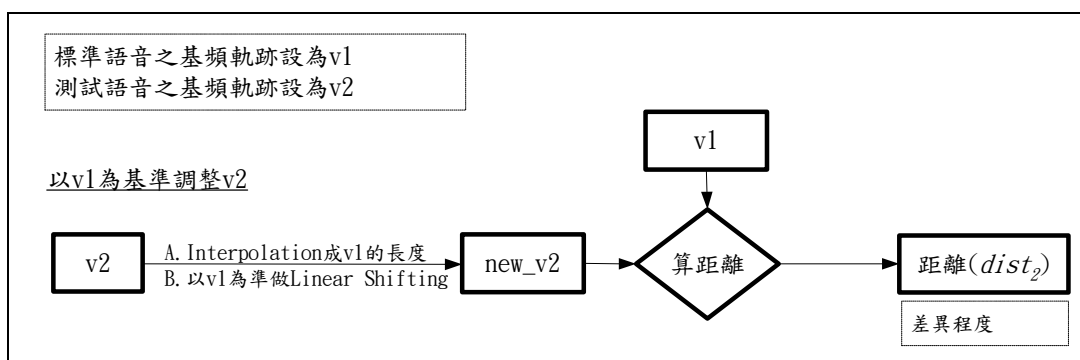 標準語音之基頻軌跡設為v1
測試語音之基頻軌跡設為v2
v1
以v1為基準調整v2
v2
A.Interpolation成v1的長度
B.以v1為準做Linear Shifting
new_v2
算距離
距離(dist₂)
差異程度